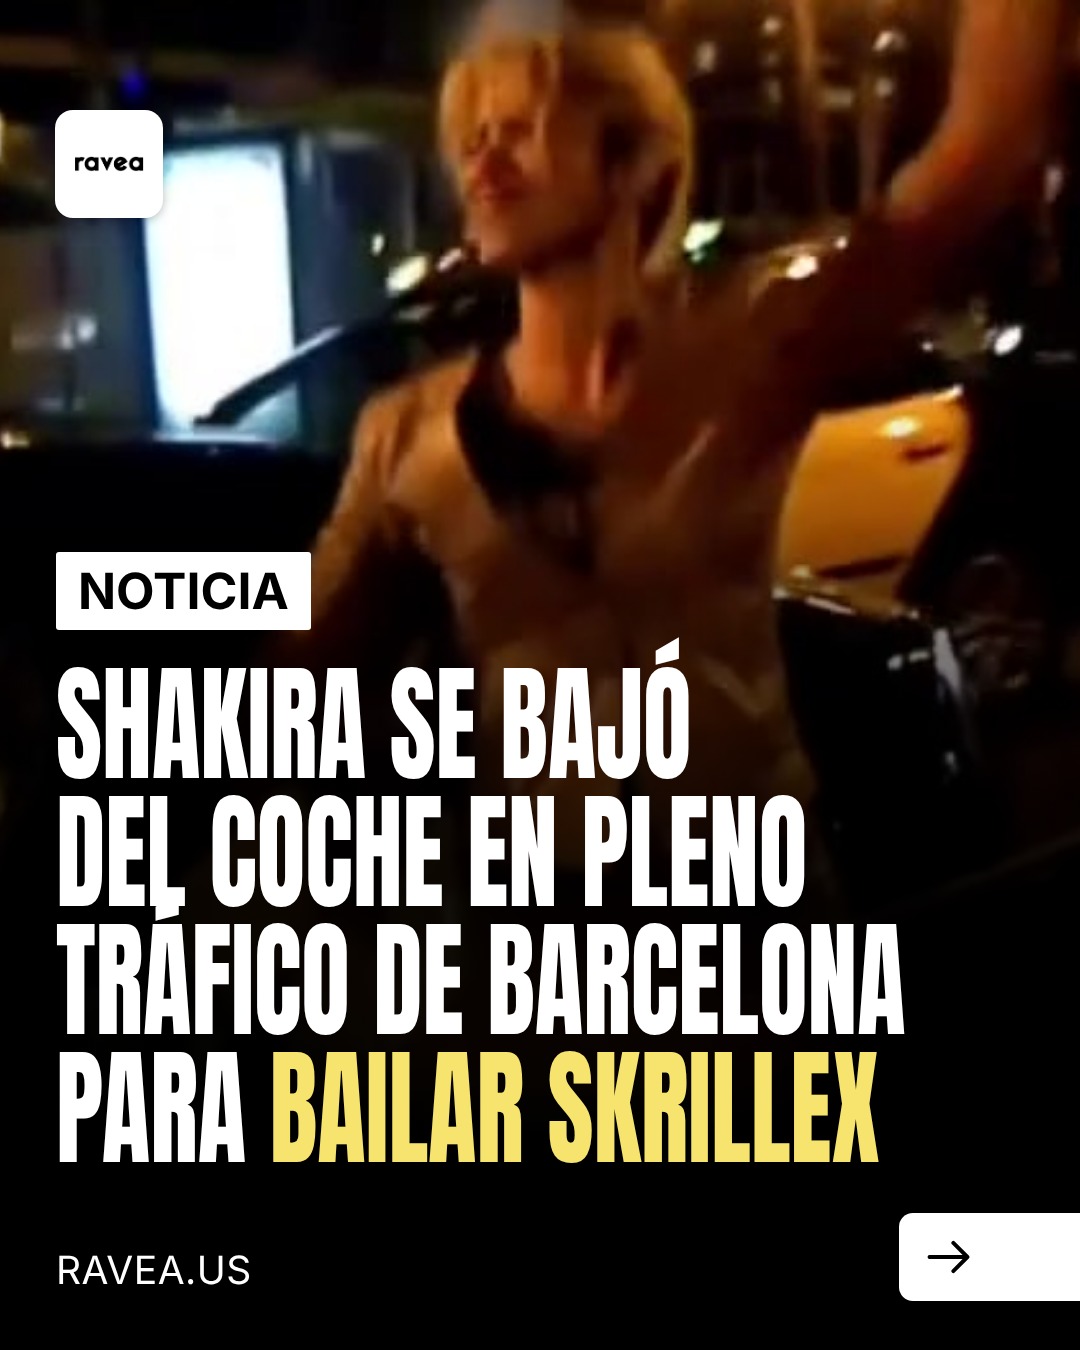 ravea
NOTICIA
SHAKIRA SE BAJÓ
DEL COCHE EN PLENO
TRÁFICO DE BARCELONA
PARA BAILAR SKRILLEX
RAVEA.US